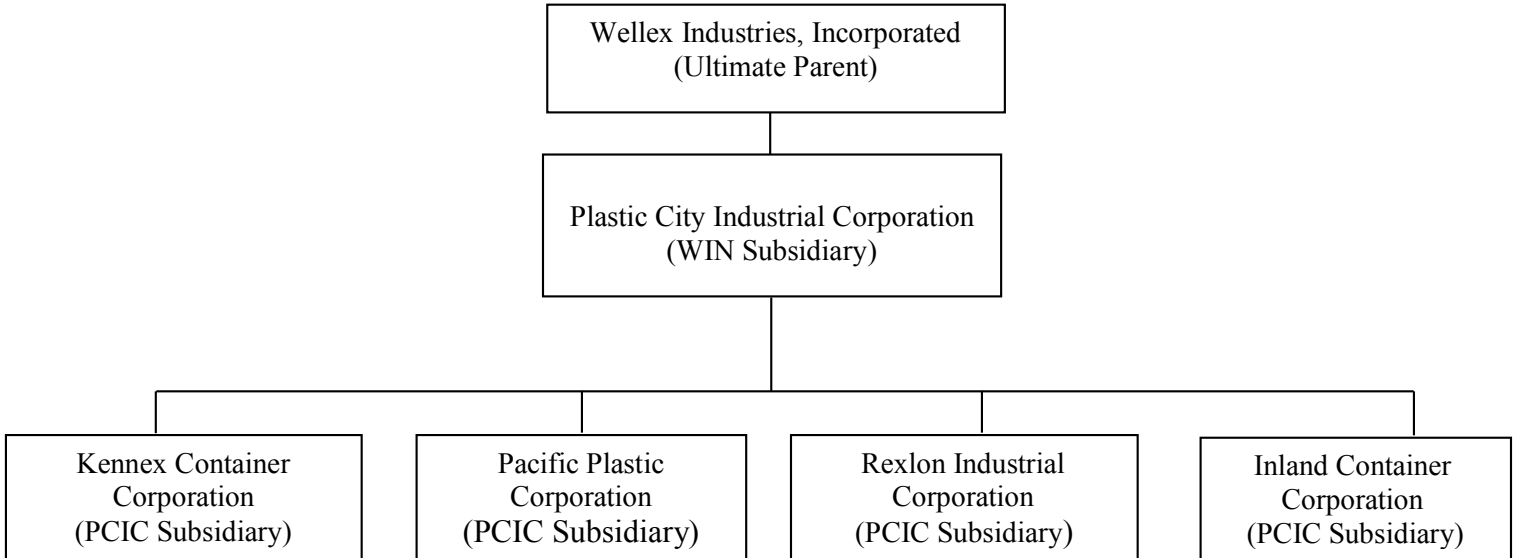 Wellex Industries, Incorporated
(Ultimate Parent)
Plastic City Industrial Corporation
(WIN Subsidiary)
Kennex Container
Corporation
(PCIC Subsidiary)
Pacific Plastic
Corporation
(PCIC Subsidiary)
Rexlon Industrial
Corporation
(PCIC Subsidiary)
Inland Container
Corporation
(PCIC Subsidiary)